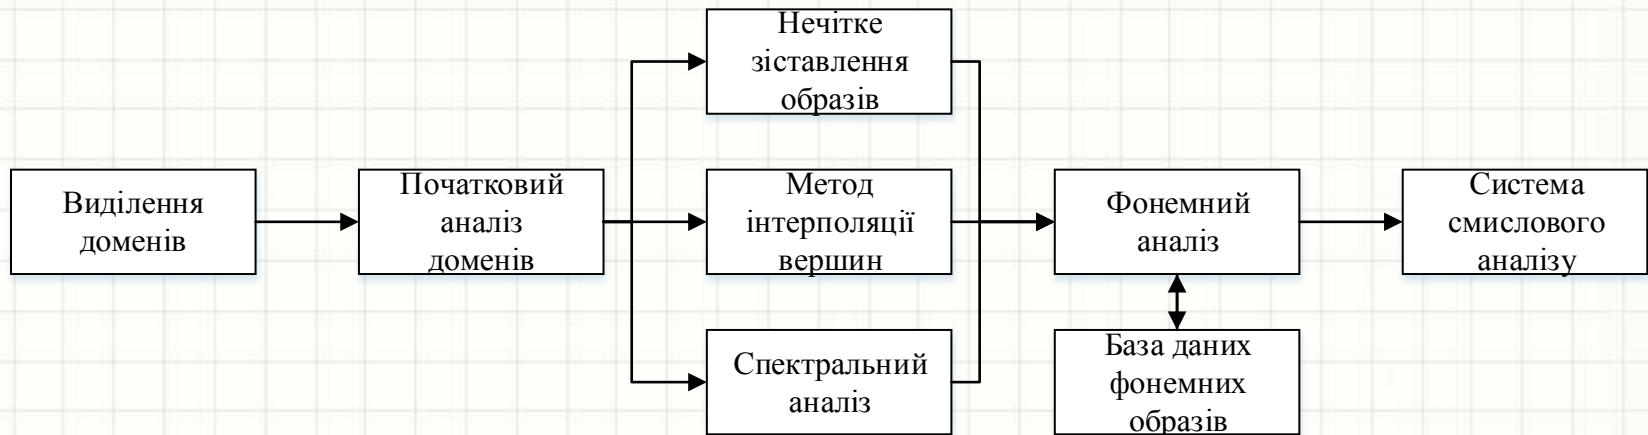 Нечітке
зіставлення
образів
Виділення
доменів
Початковий
аналіз
доменів
Метод
інтерполяції
вершин
Фонемний
аналіз
Система
смислового
аналізу
Спектральний
аналіз
База даних
фонемних
образів